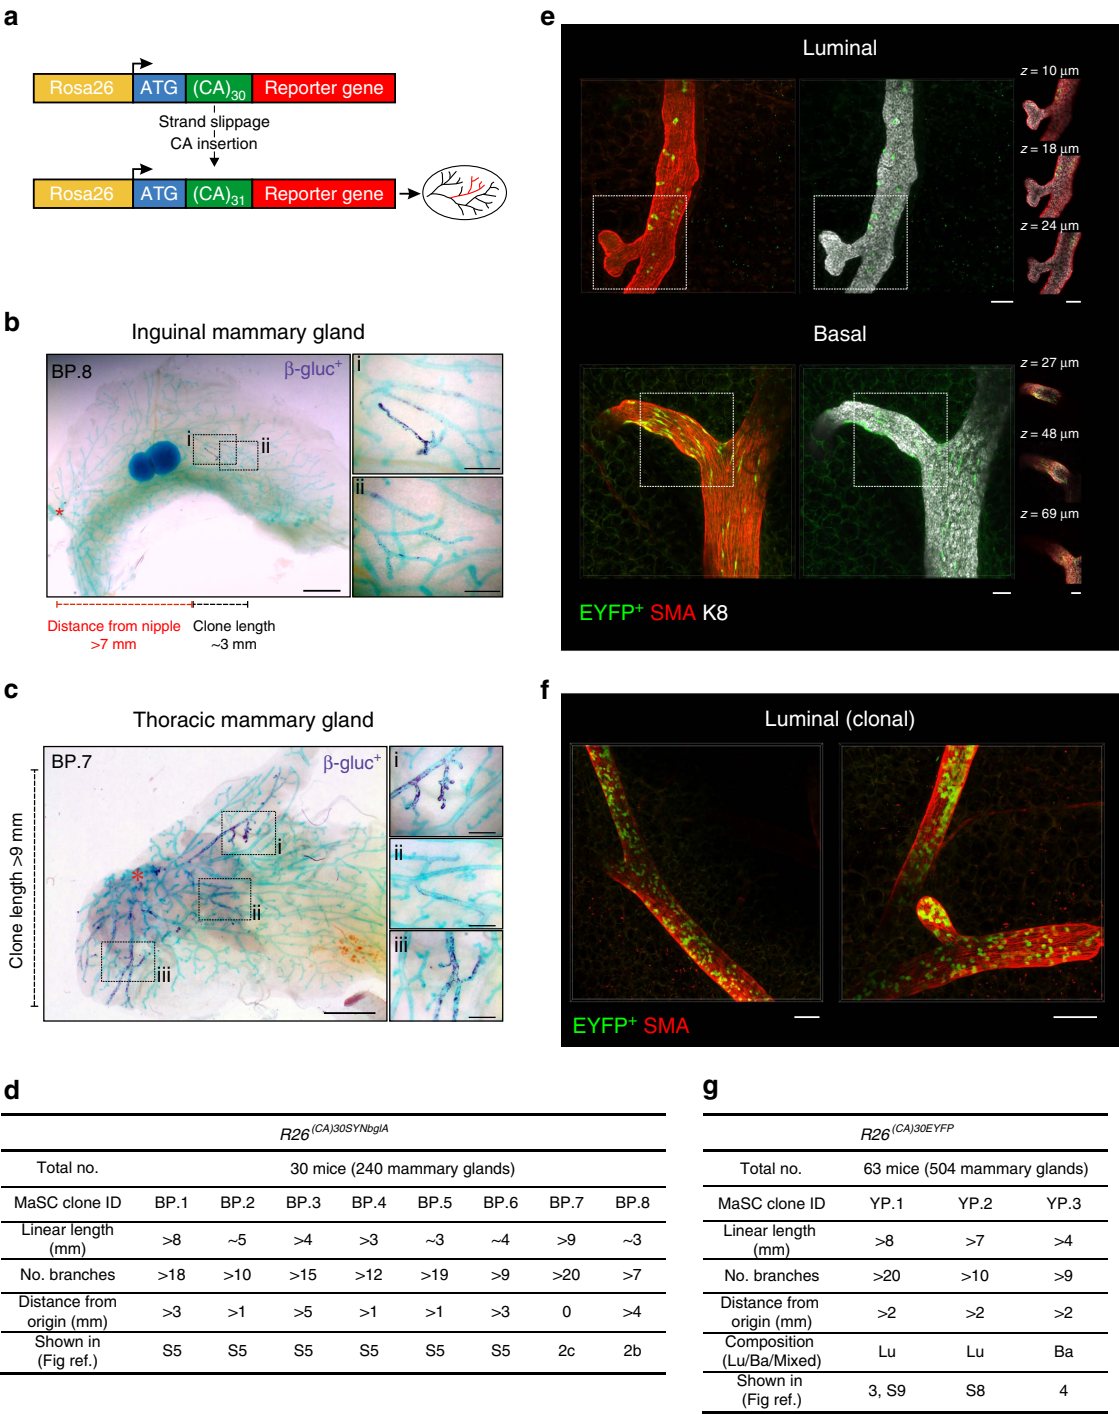 a
Rosa26 ATG (CA)30 Reporter gene
Strand slippage
CA insertion
Rosa26 ATG (CA)31 Reporter gene
b
Inguinal mammary gland
BP.8 β-gluc+
i ii
*
i
ii
Distance from nipple
>7 mm
Clone length
~3 mm
c
Thoracic mammary gland
BP.7 β-gluc+
Clone length >9 mm
*
i
ii
iii
i
ii
iii
d
R26 (CA)30SYNbglA
Total no. 30 mice (240 mammary glands)
MaSC clone ID BP.1 BP.2 BP.3 BP.4 BP.5 BP.6 BP.7 BP.8
Linear length
(mm) >8 ~5 >4 >3 ~3 ~4 >9 ~3
No. branches >18 >10 >15 >12 >19 >9 >20 >7
Distance from
origin (mm) >3 >1 >5 >1 >1 >3 0 >4
Shown in
(Fig ref.) S5 S5 S5 S5 S5 S5 2c 2b
e
Luminal
z = 10 μm
z = 18 μm
z = 24 μm
Basal
z = 27 μm
z = 48 μm
z = 69 μm
EYFP+ SMA K8
f
Luminal (clonal)
EYFP+ SMA
g
R26 (CA)30EYFP
Total no. 63 mice (504 mammary glands)
MaSC clone ID YP.1 YP.2 YP.3
Linear length
(mm) >8 >7 >4
No. branches >20 >10 >9
Distance from
origin (mm) >2 >2 >2
Composition
(Lu/Ba/Mixed) Lu Lu Ba
Shown in
(Fig ref.) 3, S9 S8 4